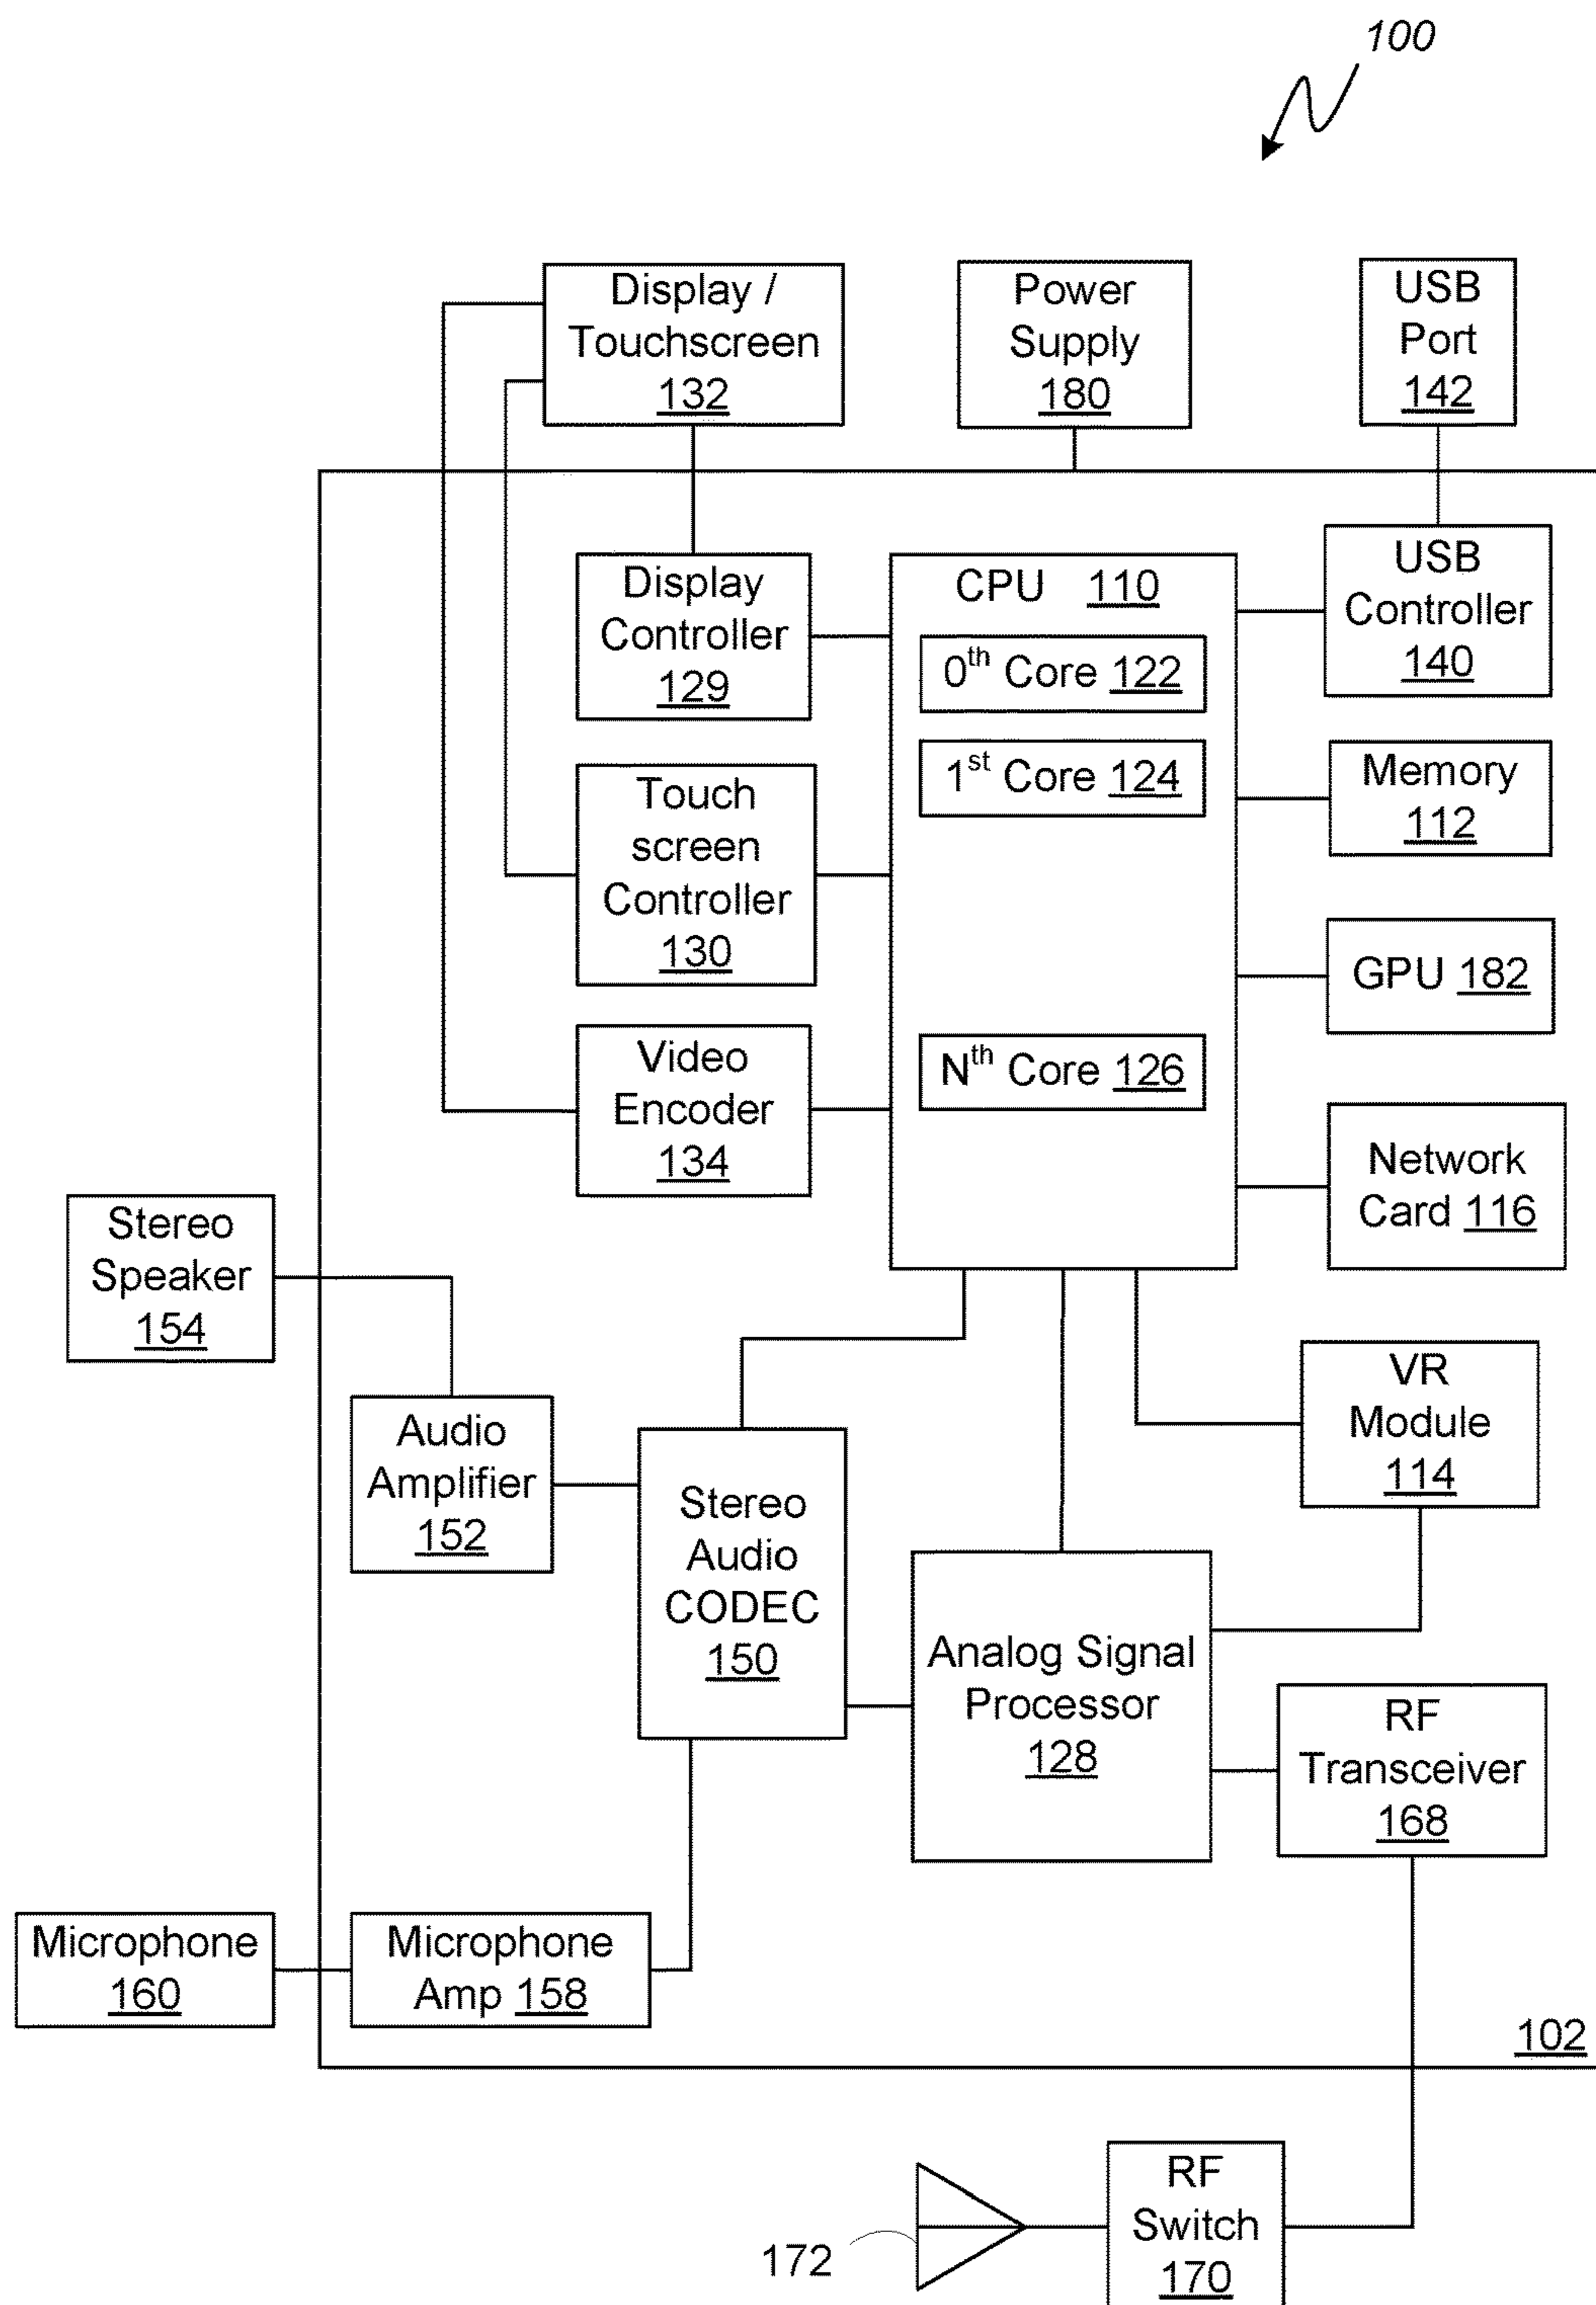 100
Display /
Touchscreen
132
Power
Supply
180
USB
Port
142
Display
Controller
129
CPU 110
0th Core 122
1st Core 124
Nth Core 126
USB
Controller
140
Memory
112
Touch
screen
Controller
130
GPU 182
Video
Encoder
134
Network
Card 116
Stereo
Speaker
154
Audio
Amplifier
152
Stereo
Audio
CODEC
150
VR
Module
114
Analog Signal
Processor
128
RF
Transceiver
168
Microphone
160
Microphone
Amp 158
102
RF
Switch
170
172